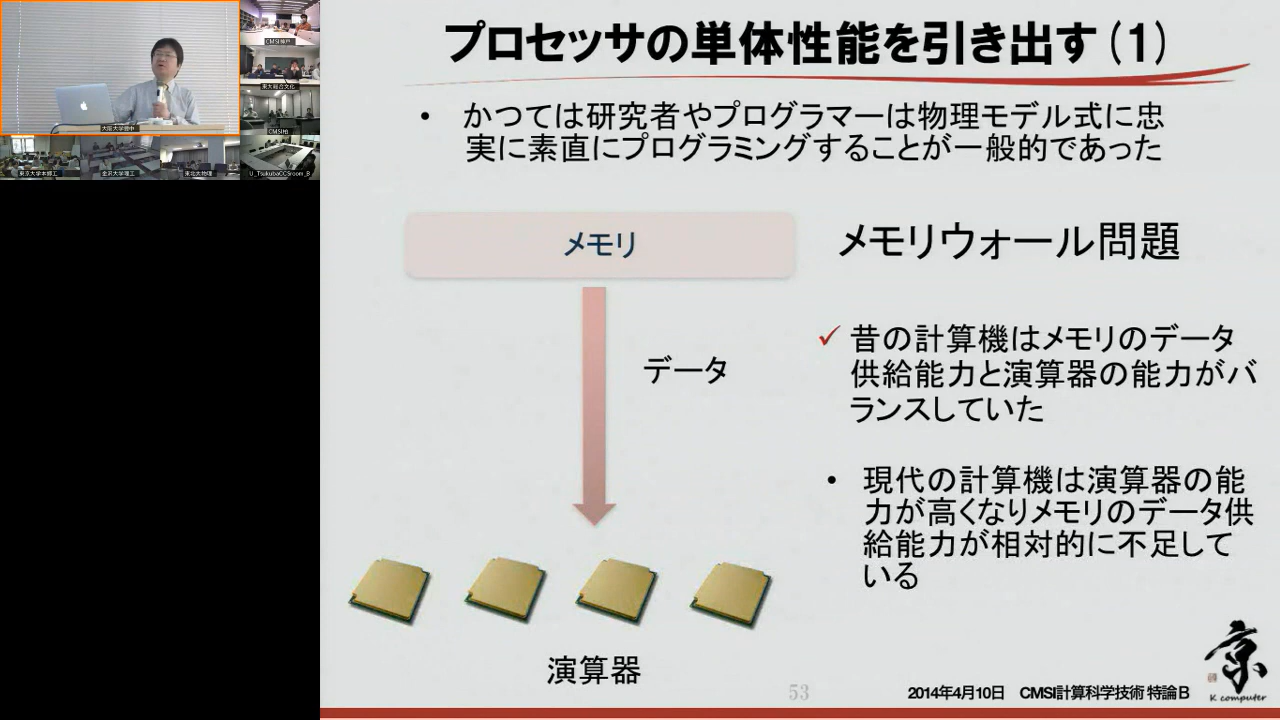 プロセッサの単体性能を引き出す(1)
• かつては研究者やプログラマーは物理モデル式に忠
実に素直にプログラミングすることが一般的であった
メモリ
メモリウォール問題
データ
✓ 昔の計算機はメモリのデータ
供給能力と演算器の能力がバ
ランスしていた
• 現代の計算機は演算器の能
力が高くなりメモリのデータ供
給能力が相対的に不足して
いる
演算器
京
K computer
53
2014年4月10日 CMSI計算科学技術 特論B
CMSI神戸
東大総合文化
大阪大学豊中
CMSI柏
東京大学本郷工
金沢大学理工
東北大物理
U_TsukubaCCSroom_B